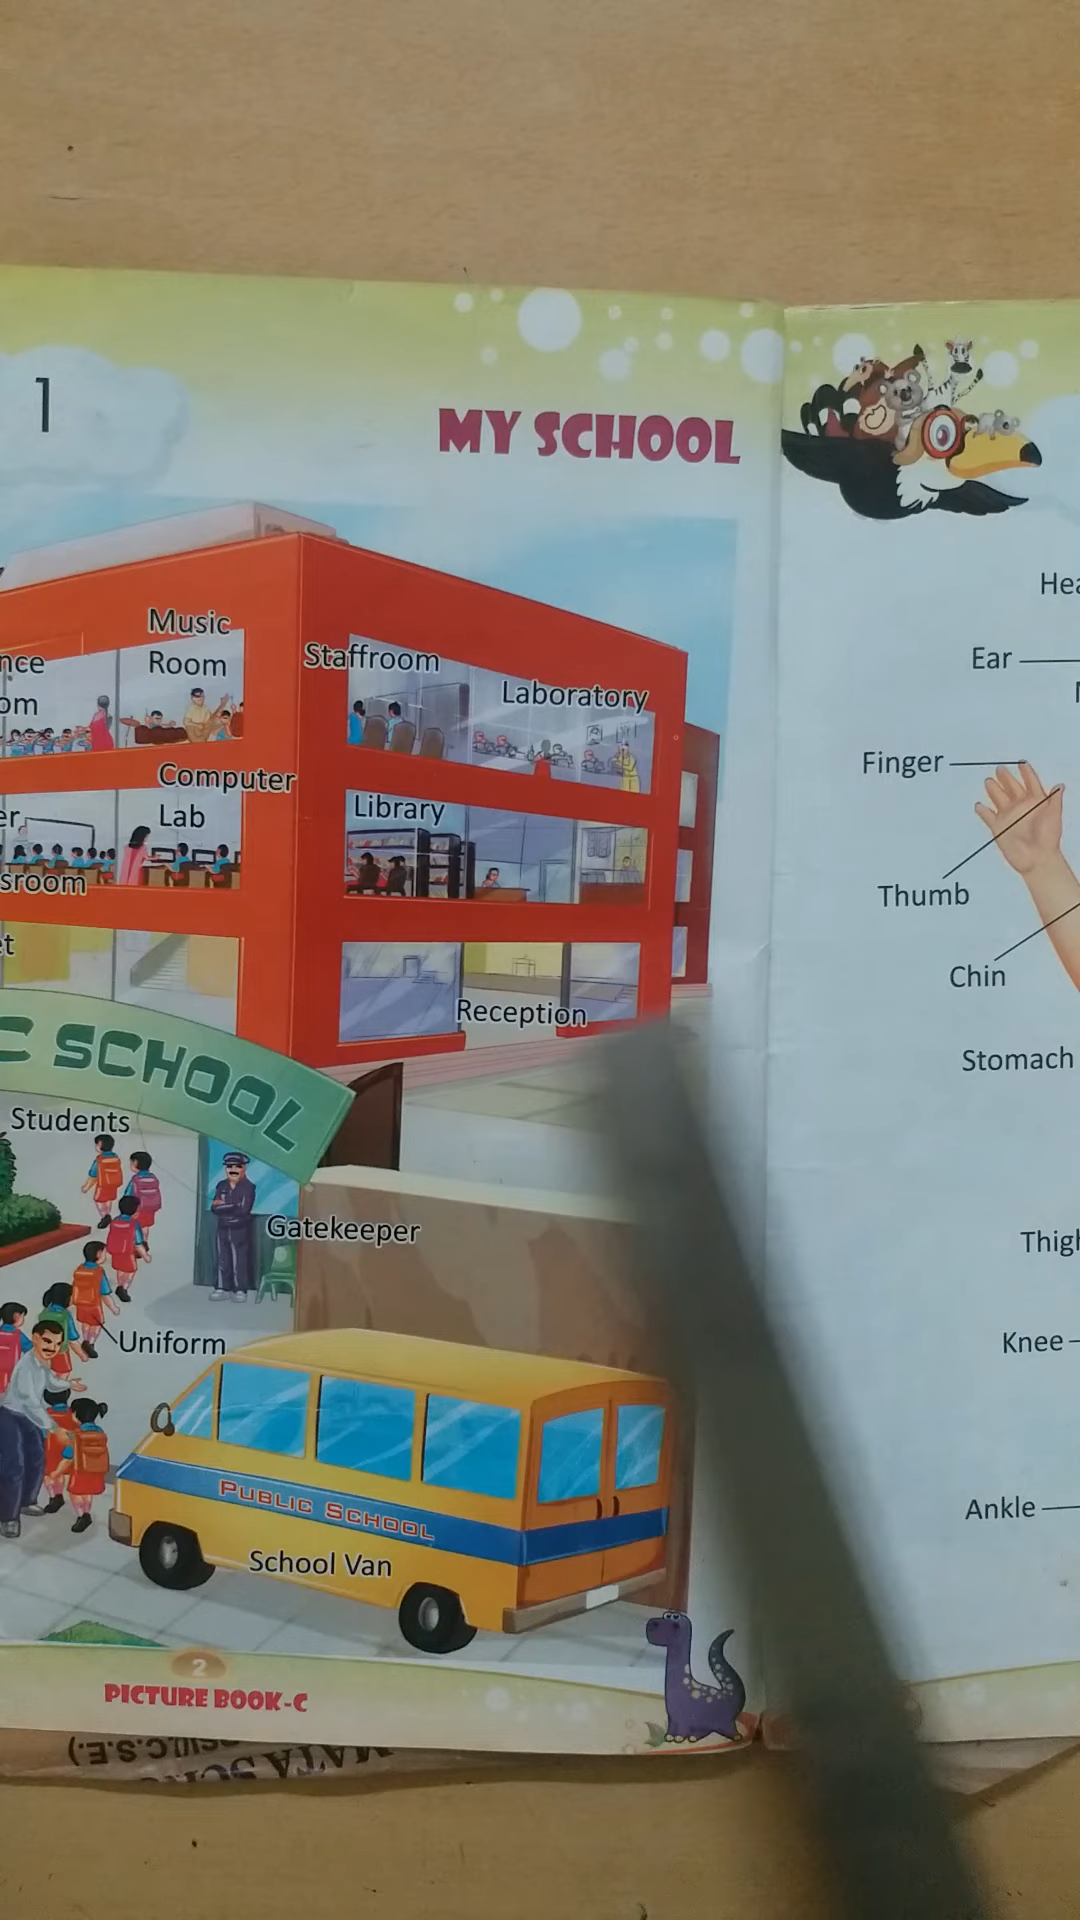 1
MY SCHOOL
Music
Room
Staffroom
Laboratory
Computer
Lab
Library
Reception
SCHOOL
Students
Gatekeeper
Uniform
PUBLIC SCHOOL
School Van
2
PICTURE BOOK-C
Ear
Finger
Thumb
Chin
Stomach
Knee
Ankle